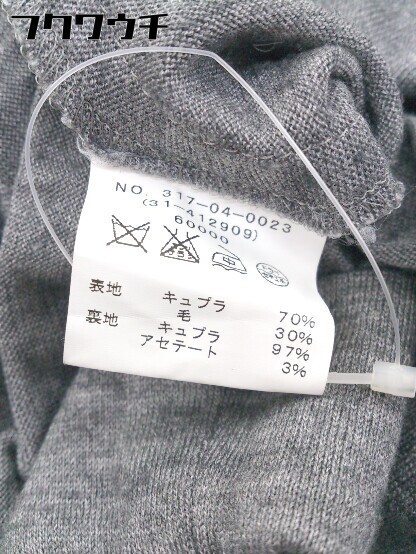 フクワウチ
NO. 317-04-0023
(31-412909)
60000
表地 キュプラ 70%
毛 30%
裏地 キュプラ 97%
アセテート 3%